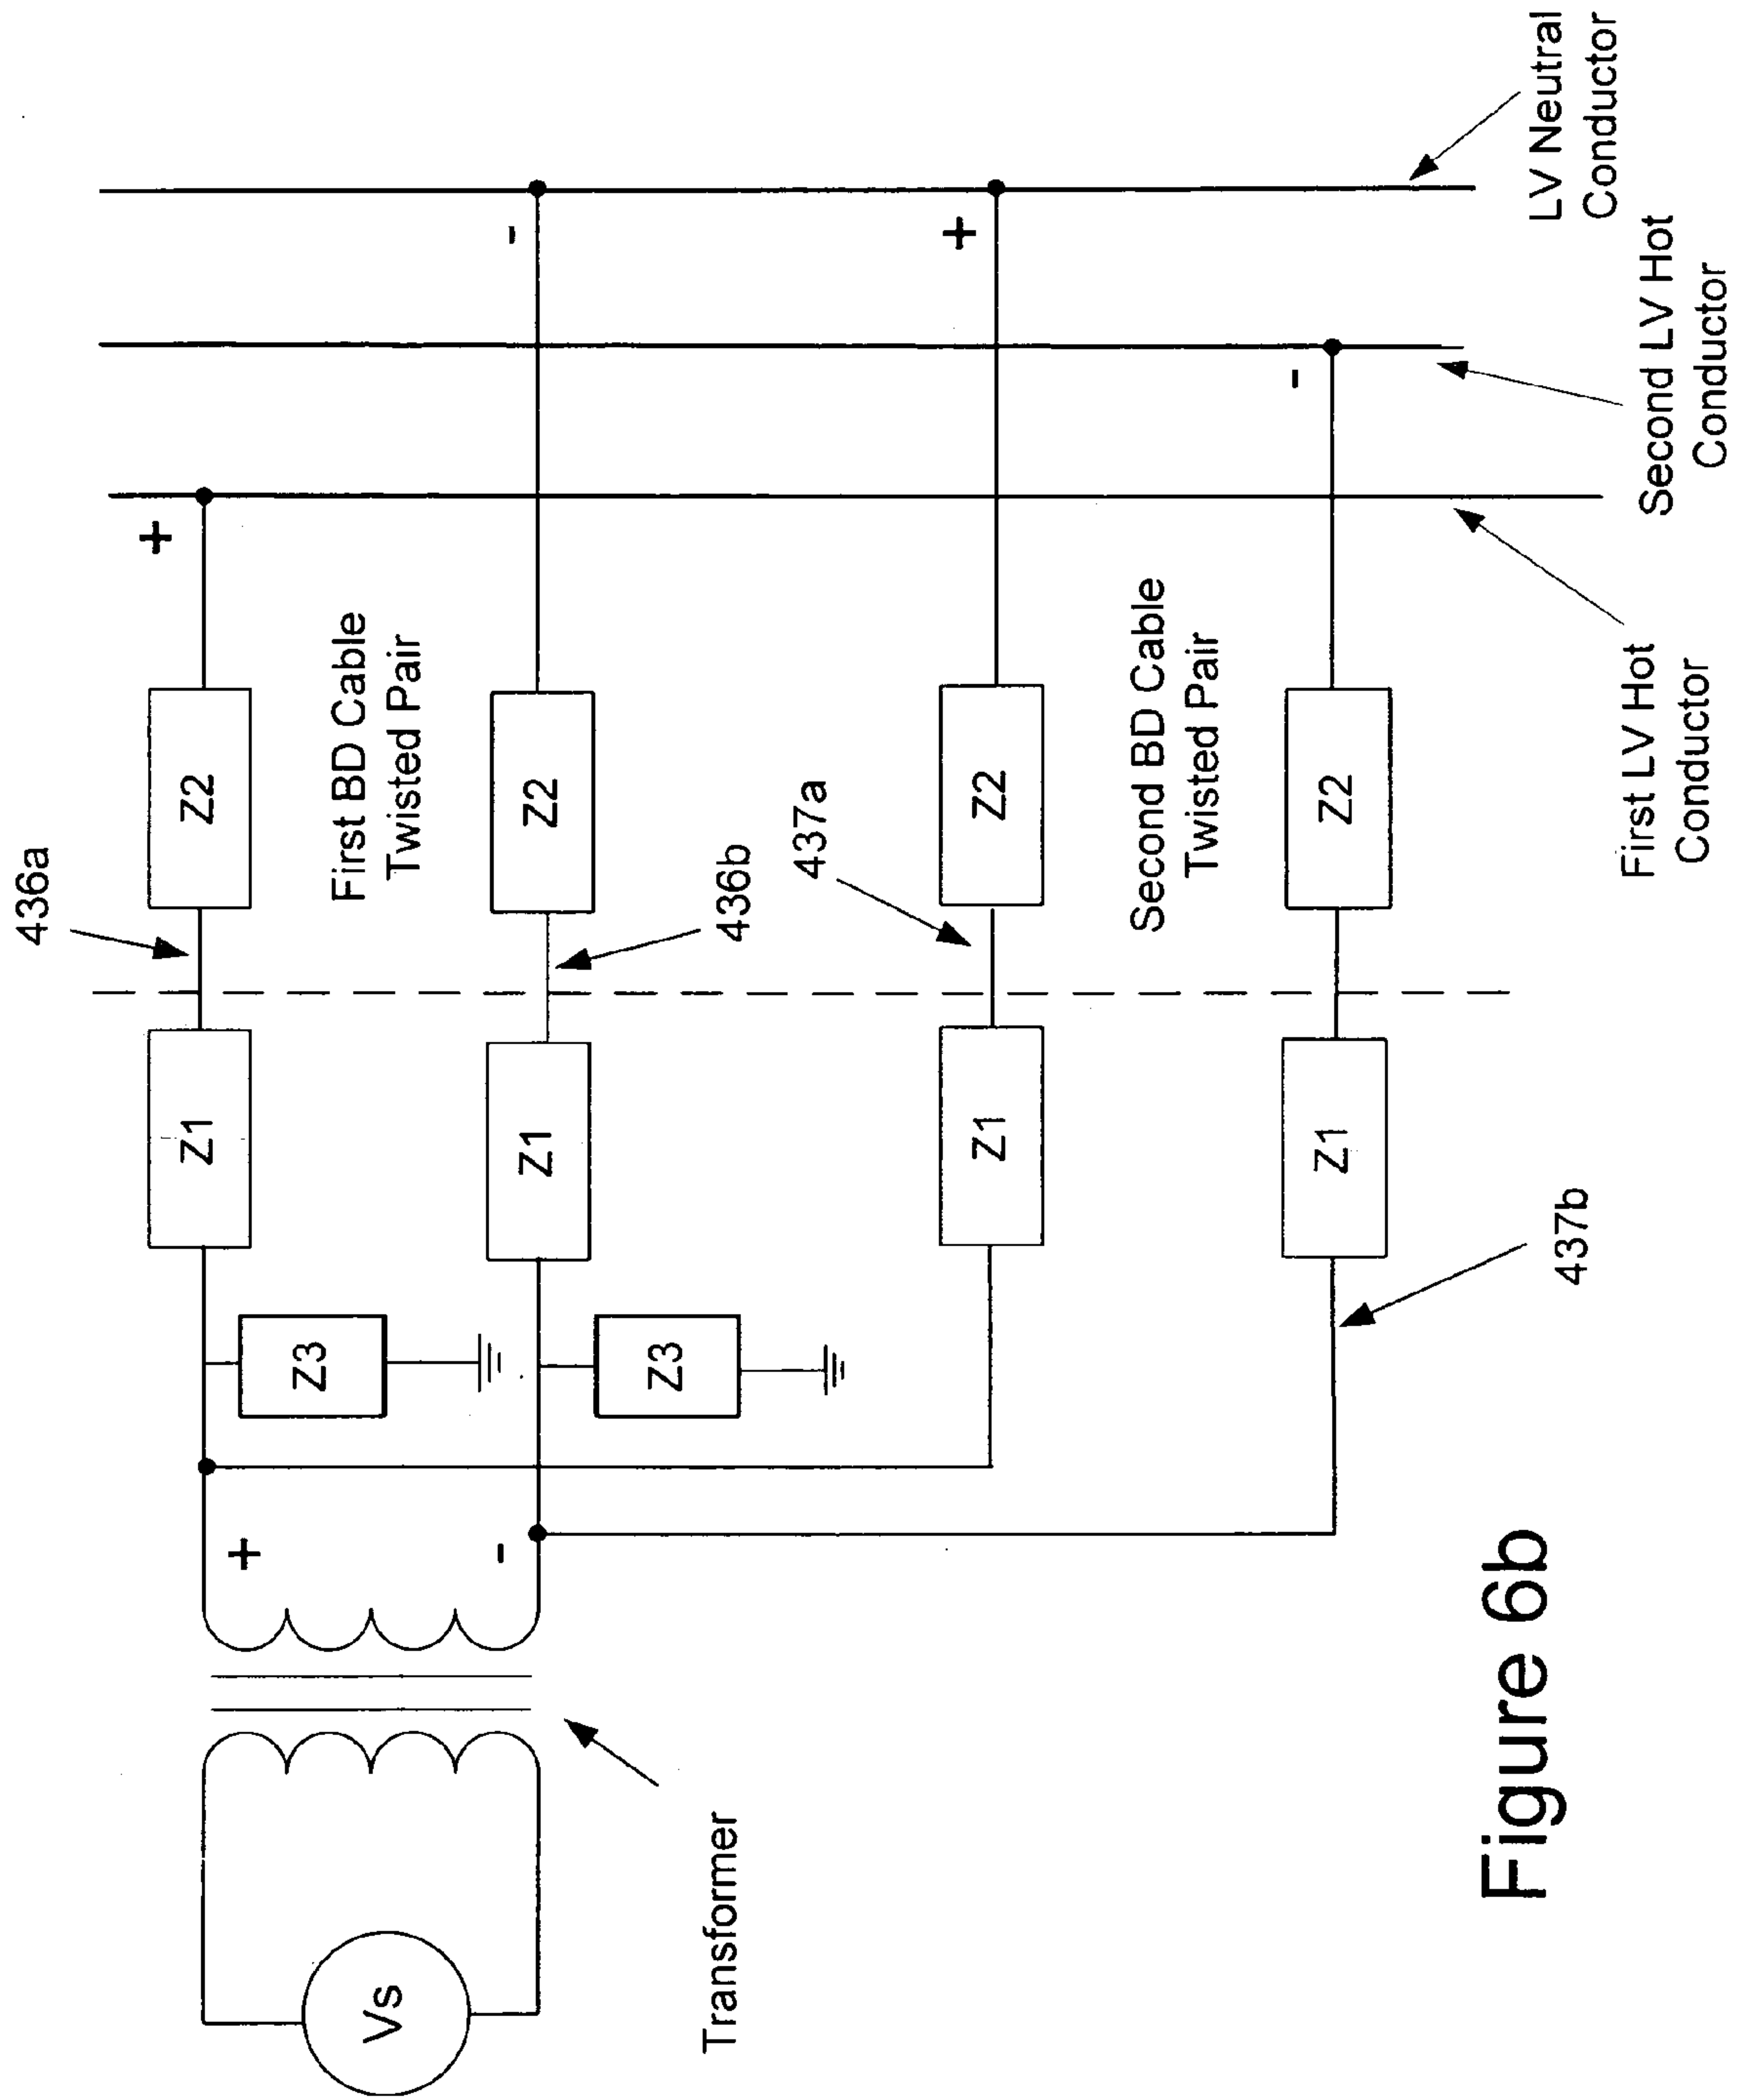 436a
Z1
Z2
+
First BD Cable
Twisted Pair
Z3
+
-
Z1
Z2
-
436b
Vs
Z3
437a
Z1
Z2
+
Transformer
Second BD Cable
Twisted Pair
Z1
Z2
-
437b
First LV Hot
Conductor
Second LV Hot
Conductor
LV Neutral
Conductor
Figure 6b